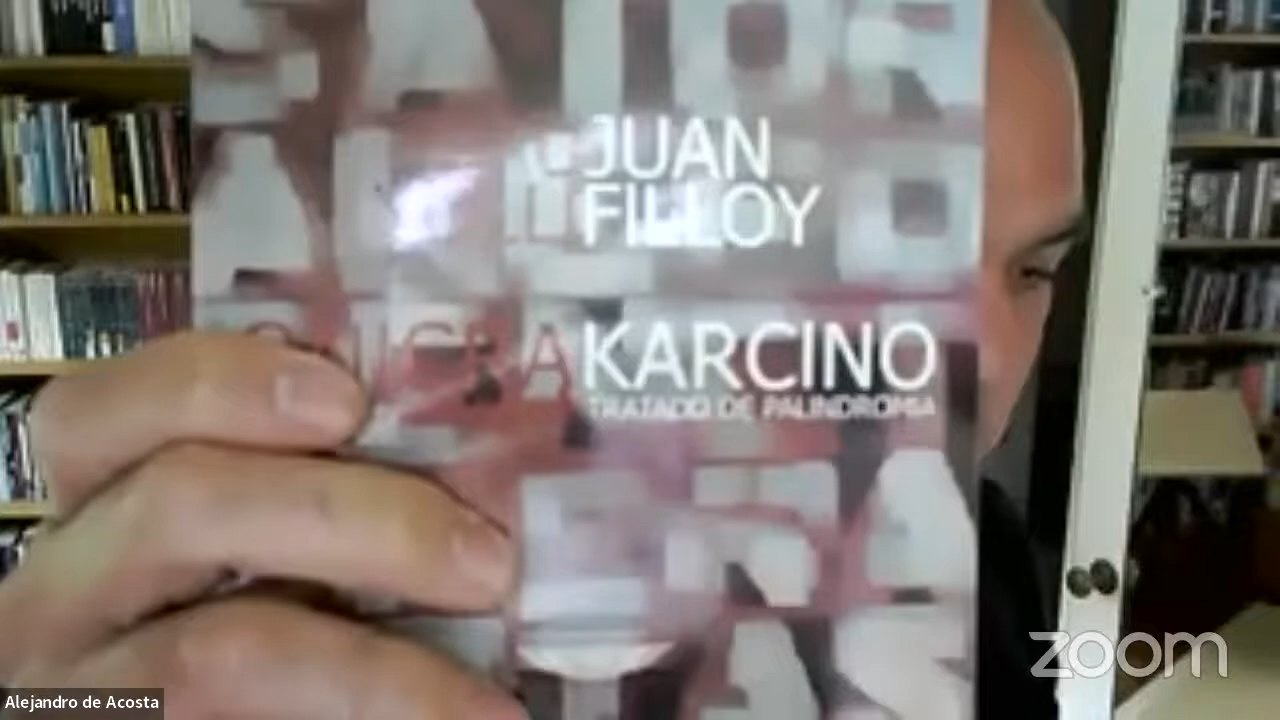 JUAN
FILLOY
KARCINO
TRATADO DE PALINDROMIA
zoom
Alejandro de Acosta